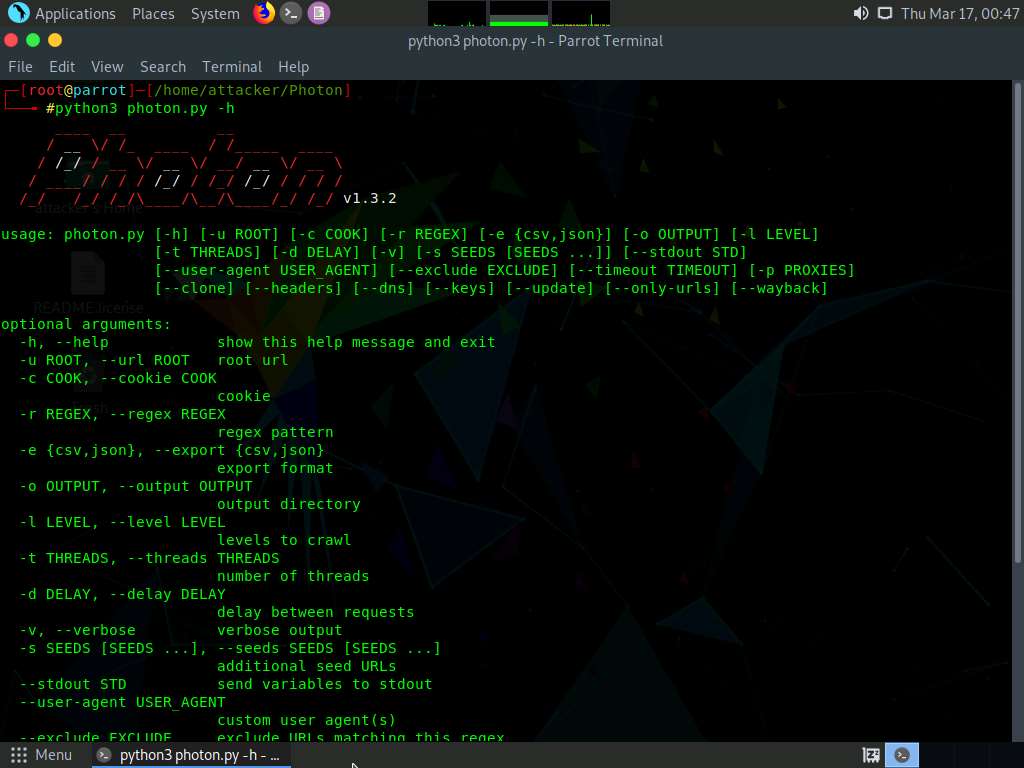 Applications Places System Thu Mar 17, 00:47
python3 photon.py -h - Parrot Terminal
File Edit View Search Terminal Help
┌─[root@parrot]─[/home/attacker/Photon]
└──╼ #python3 photon.py -h
Photon
v1.3.2
attacker's Home
usage: photon.py [-h] [-u ROOT] [-c COOK] [-r REGEX] [-e {csv,json}] [-o OUTPUT] [-l LEVEL]
[-t THREADS] [-d DELAY] [-v] [-s SEEDS [SEEDS ...]] [--stdout STD]
[--user-agent USER_AGENT] [--exclude EXCLUDE] [--timeout TIMEOUT] [-p PROXIES]
[--clone] [--headers] [--dns] [--keys] [--update] [--only-urls] [--wayback]
README.license
optional arguments:
-h, --help show this help message and exit
-u ROOT, --url ROOT root url
-c COOK, --cookie COOK
cookie
-r REGEX, --regex REGEX
regex pattern
-e {csv,json}, --export {csv,json}
export format
-o OUTPUT, --output OUTPUT
output directory
-l LEVEL, --level LEVEL
levels to crawl
-t THREADS, --threads THREADS
number of threads
-d DELAY, --delay DELAY
delay between requests
-v, --verbose verbose output
-s SEEDS [SEEDS ...], --seeds SEEDS [SEEDS ...]
additional seed URLs
--stdout STD send variables to stdout
--user-agent USER_AGENT
custom user agent(s)
--exclude EXCLUDE exclude URLs matching this regex
Menu python3 photon.py -h - ...